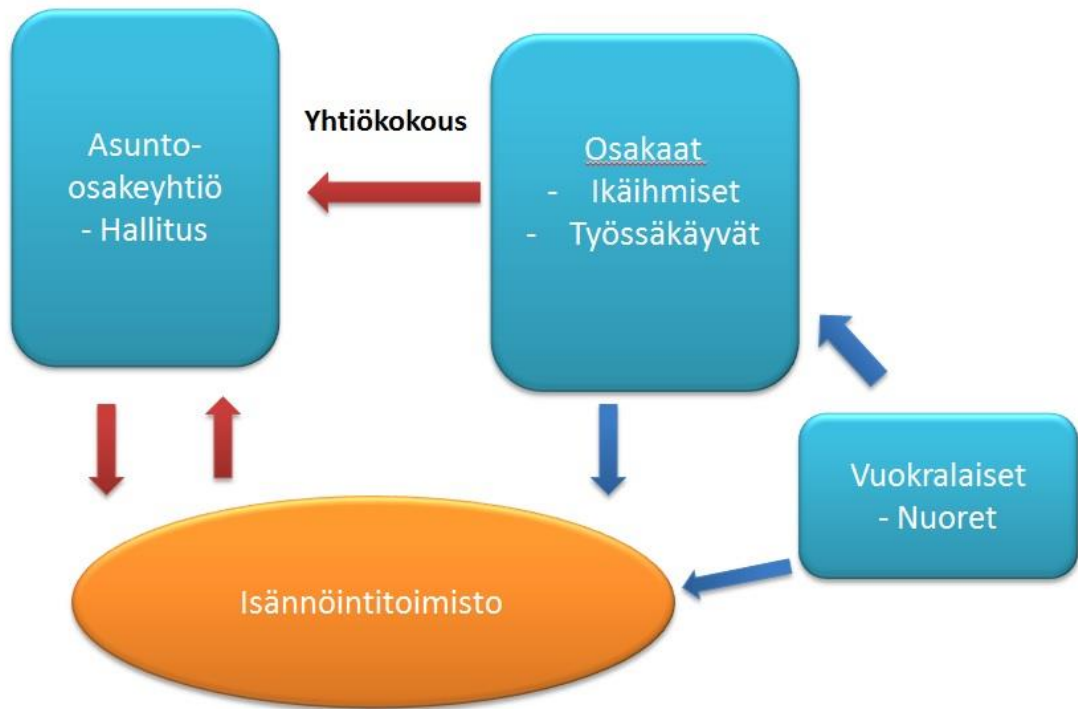 Asunto-
osakeyhtiö
- Hallitus
Yhtiökokous
Osakaat
- Ikäihmiset
- Työssäkäyvät
Vuokralaiset
- Nuoret
Isännöintitoimisto